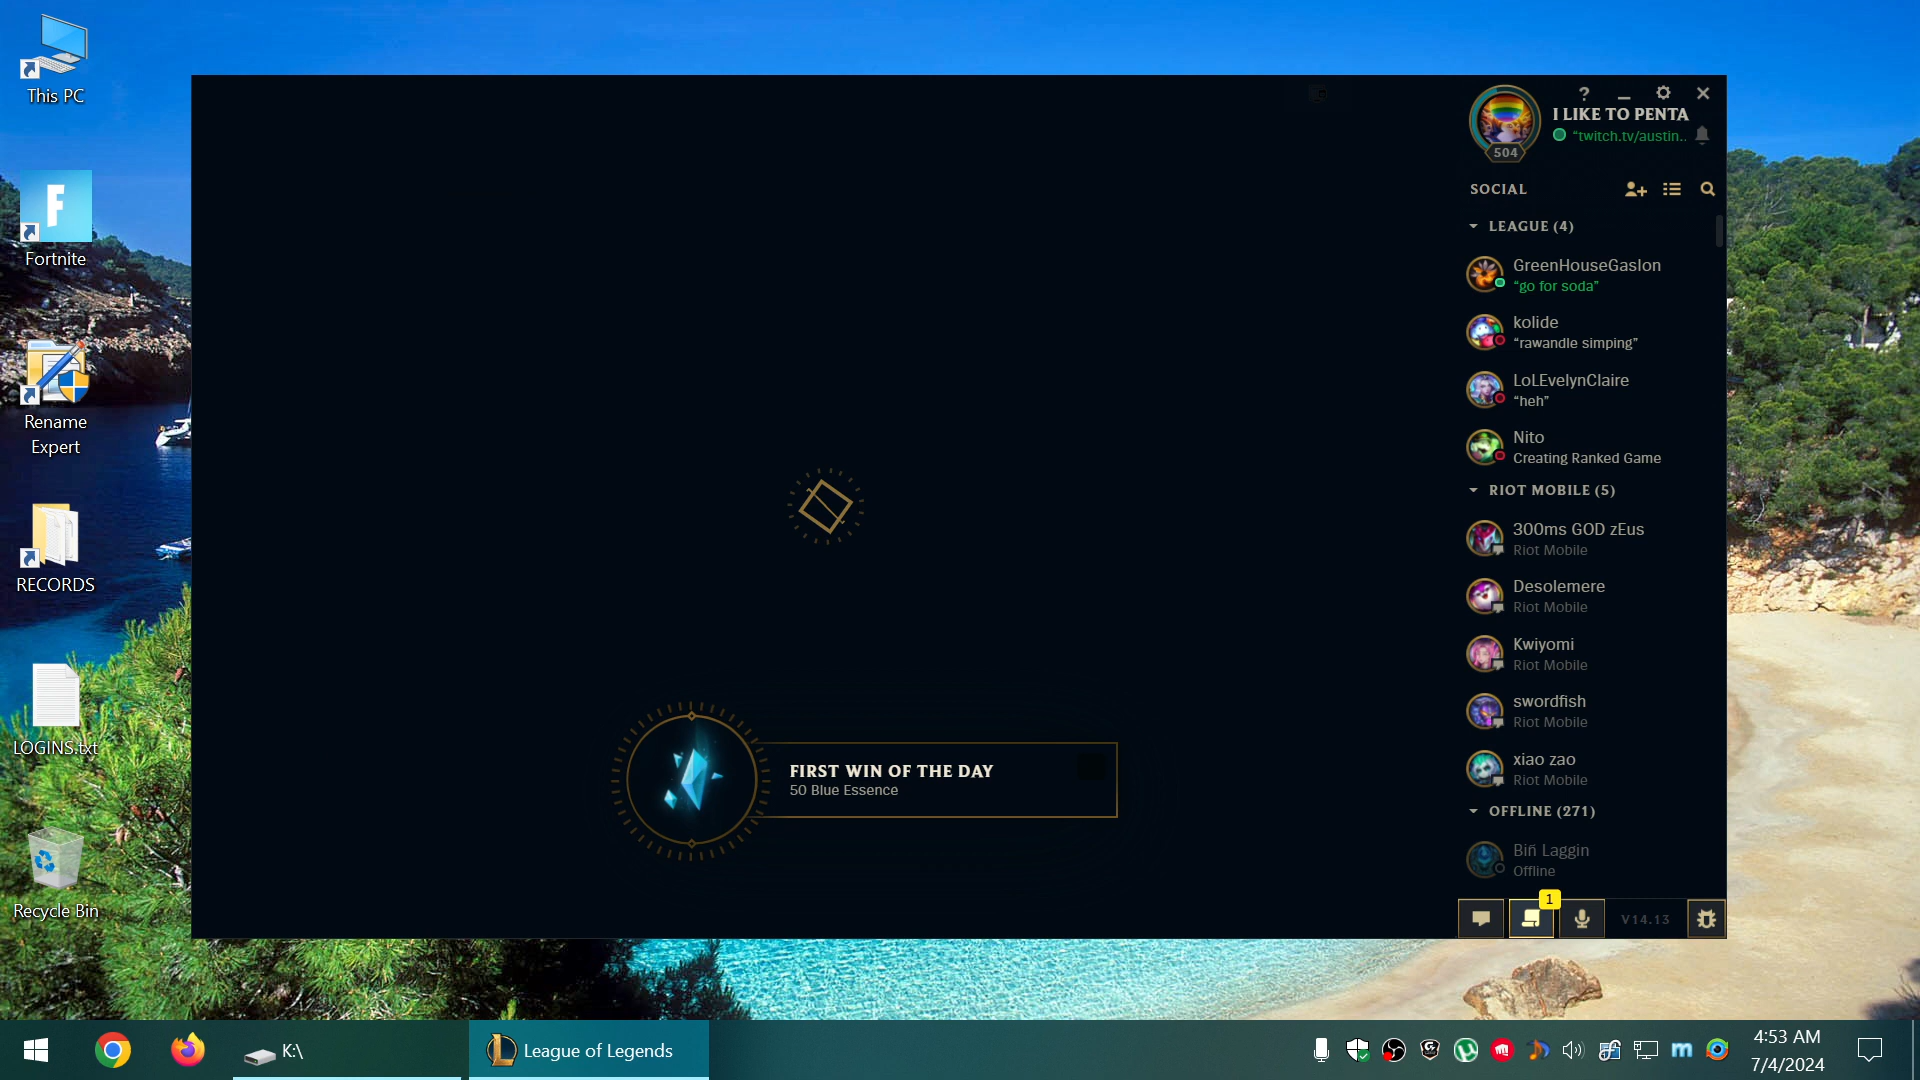 This PC
Fortnite
Rename
Expert
RECORDS
LOGINS.txt
Recycle Bin
?
I LIKE TO PENTA
504
“twitch.tv/austin..
SOCIAL
LEAGUE (4)
GreenHouseGasIon
“go for soda”
kolide
“rawandle simping”
LoLEvelynClaire
“heh”
Nito
Creating Ranked Game
RIOT MOBILE (5)
300ms GOD zEus
Riot Mobile
Desolemere
Riot Mobile
Kwiyomi
Riot Mobile
swordfish
Riot Mobile
xiao zao
Riot Mobile
OFFLINE (271)
Biñ Laggin
Offline
1
V14.13
FIRST WIN OF THE DAY
50 Blue Essence
K:\
League of Legends
4:53 AM
7/4/2024